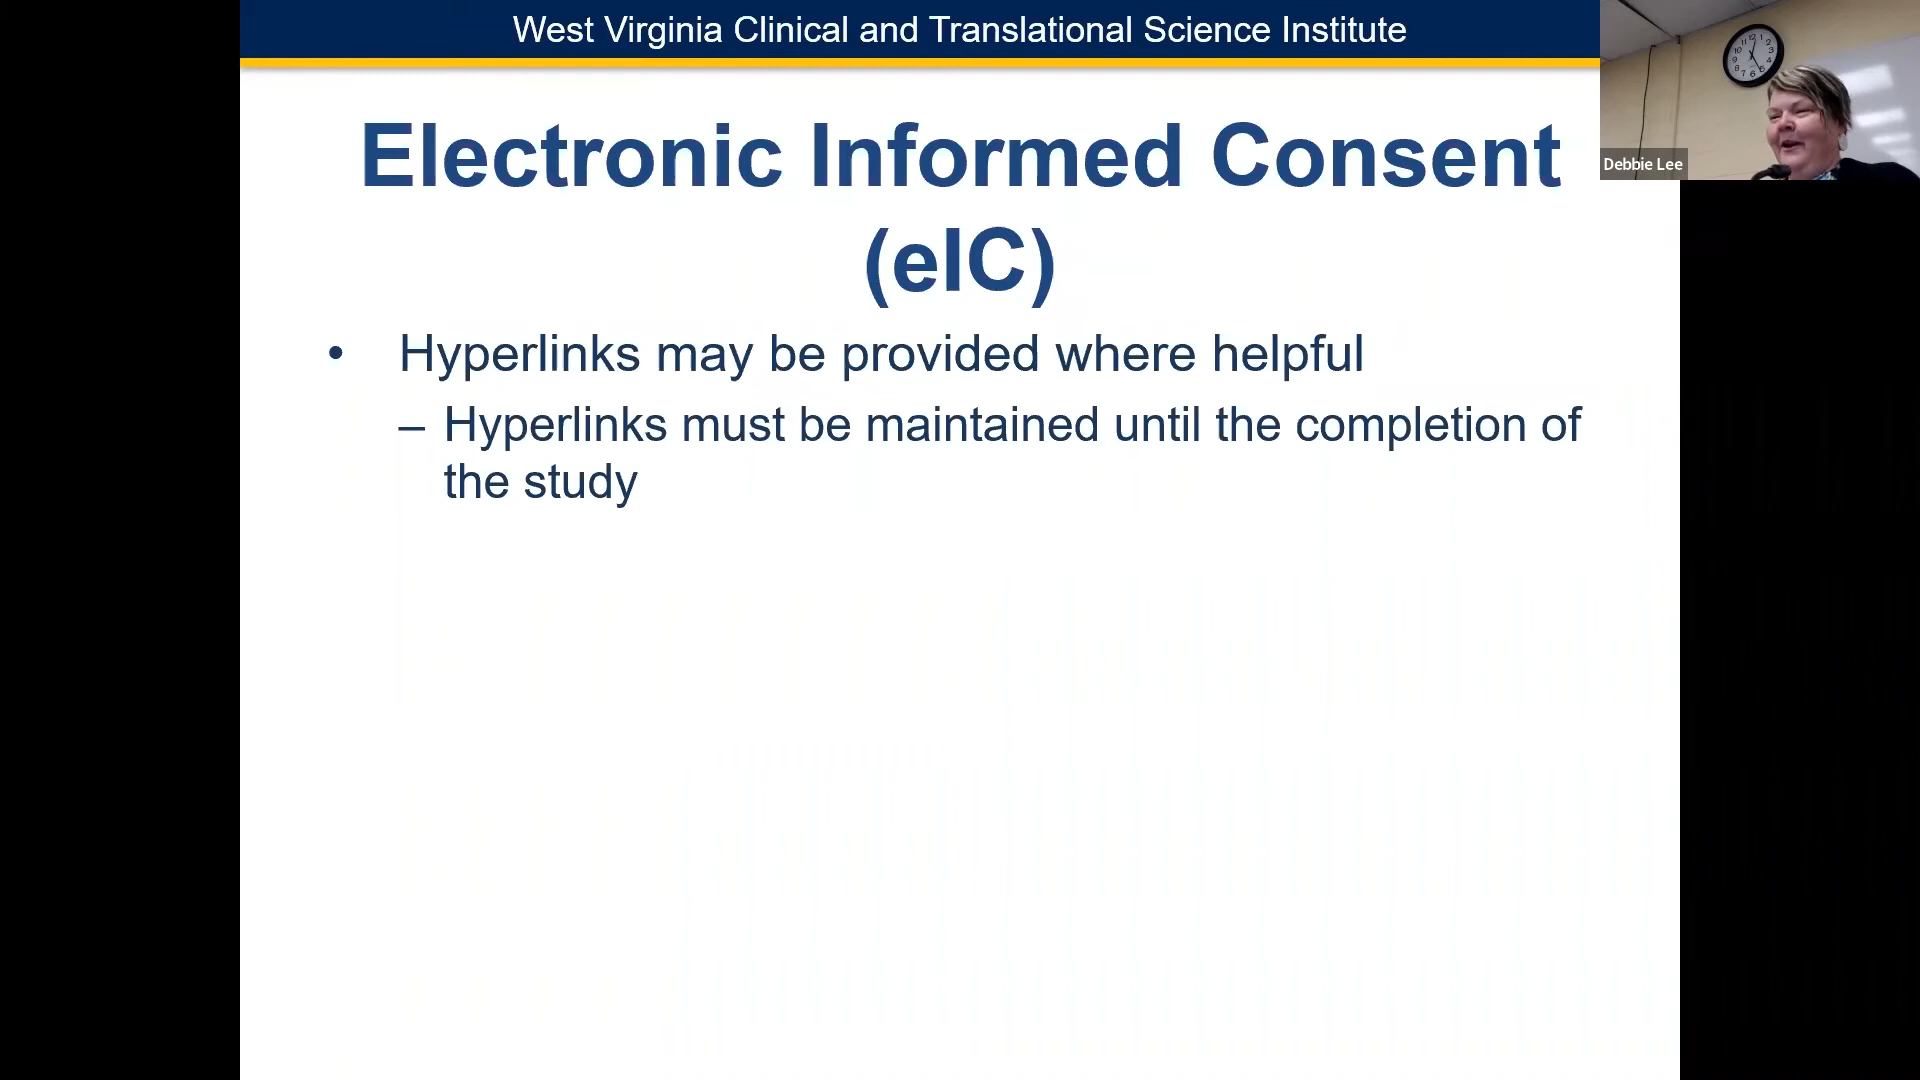 West Virginia Clinical and Translational Science Institute
Electronic Informed Consent
(eIC)
• Hyperlinks may be provided where helpful
– Hyperlinks must be maintained until the completion of
the study
Debbie Lee